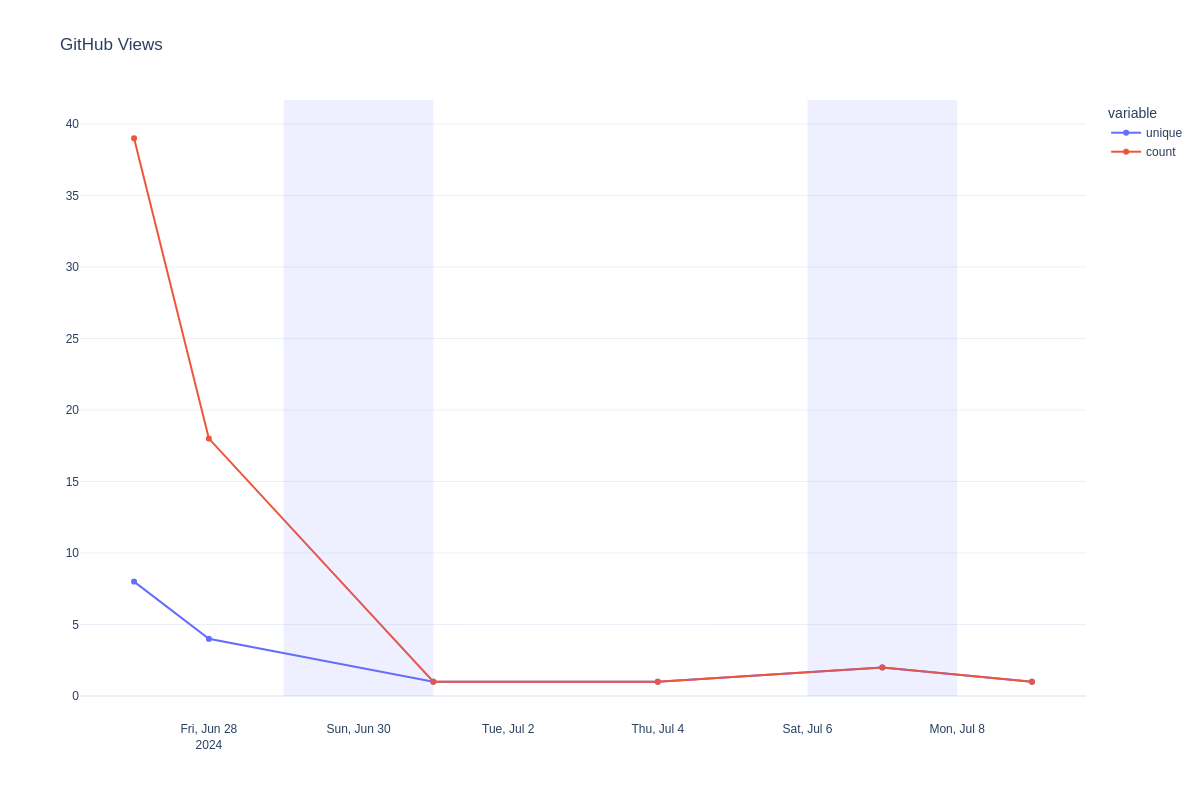 GitHub Views
variable
unique
count
40
35
30
25
20
15
10
5
0
Fri, Jun 28
2024
Sun, Jun 30
Tue, Jul 2
Thu, Jul 4
Sat, Jul 6
Mon, Jul 8